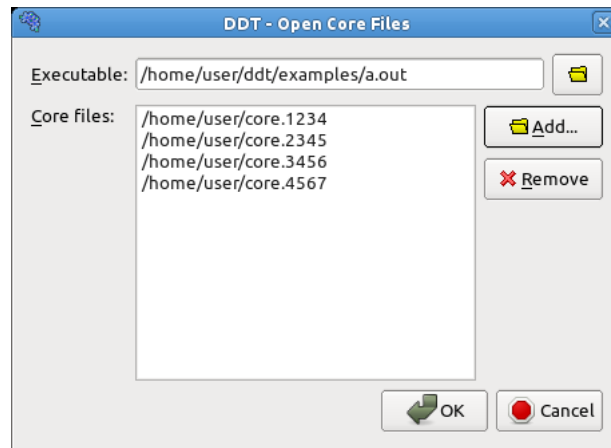 DDT - Open Core Files
Executable: /home/user/ddt/examples/a.out
Core files:
/home/user/core.1234
/home/user/core.2345
/home/user/core.3456
/home/user/core.4567
Add...
Remove
OK
Cancel